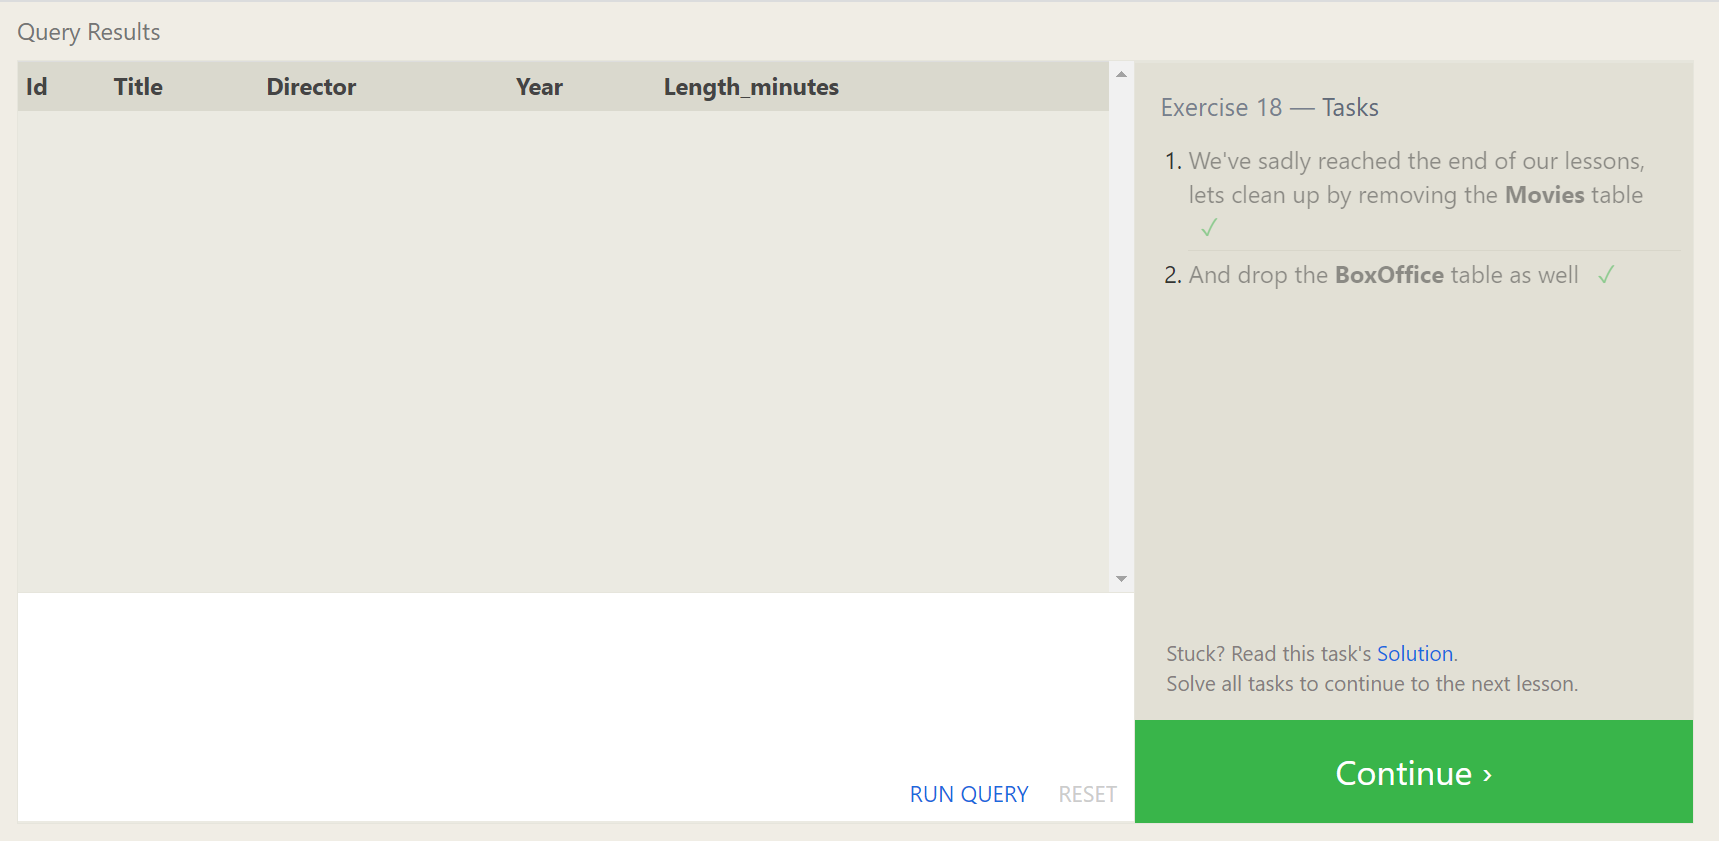 Query Results
Id Title Director Year Length_minutes
Exercise 18 — Tasks
1. We've sadly reached the end of our lessons,
lets clean up by removing the Movies table
✓
2. And drop the BoxOffice table as well ✓
Stuck? Read this task's Solution.
Solve all tasks to continue to the next lesson.
RUN QUERY RESET
Continue ›